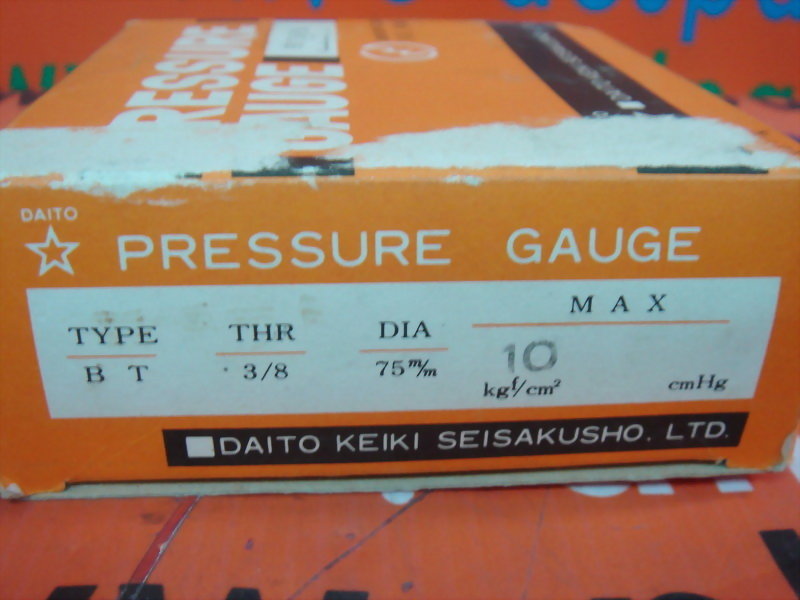 PRESSURE
GAUGE
DAITO
PRESSURE GAUGE
TYPE THR DIA MAX
BT 3/8 75m/m 10 kgf/cm² cmHg
DAITO KEIKI SEISAKUSHO. LTD.